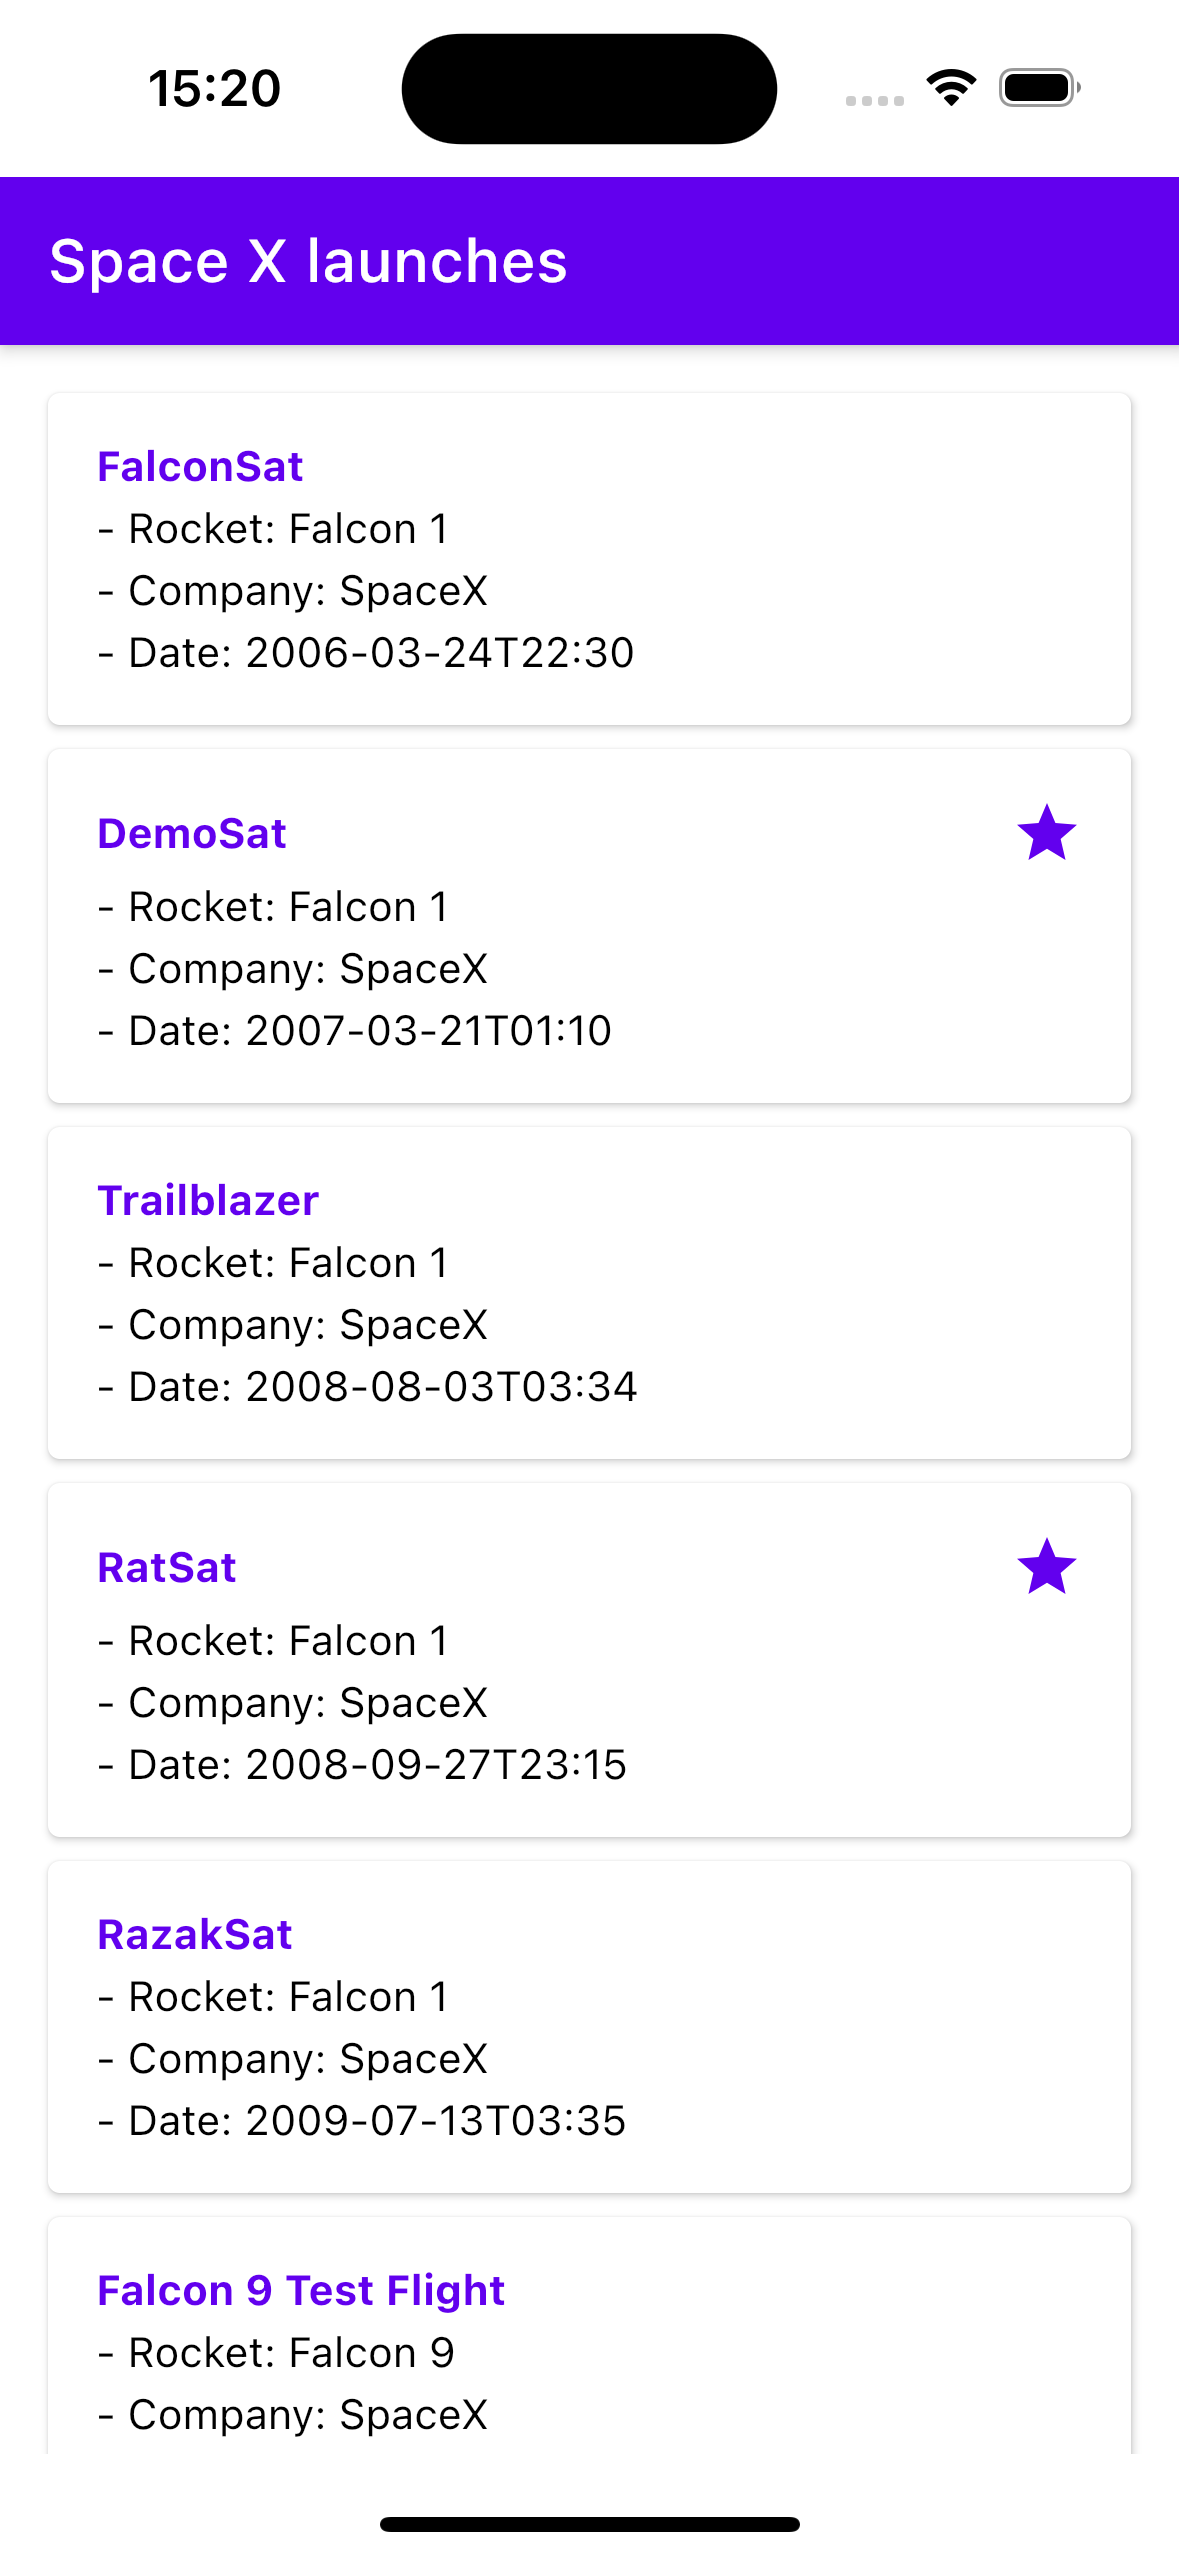 15:20
Space X launches
FalconSat
- Rocket: Falcon 1
- Company: SpaceX
- Date: 2006-03-24T22:30
DemoSat
- Rocket: Falcon 1
- Company: SpaceX
- Date: 2007-03-21T01:10
Trailblazer
- Rocket: Falcon 1
- Company: SpaceX
- Date: 2008-08-03T03:34
RatSat
- Rocket: Falcon 1
- Company: SpaceX
- Date: 2008-09-27T23:15
RazakSat
- Rocket: Falcon 1
- Company: SpaceX
- Date: 2009-07-13T03:35
Falcon 9 Test Flight
- Rocket: Falcon 9
- Company: SpaceX